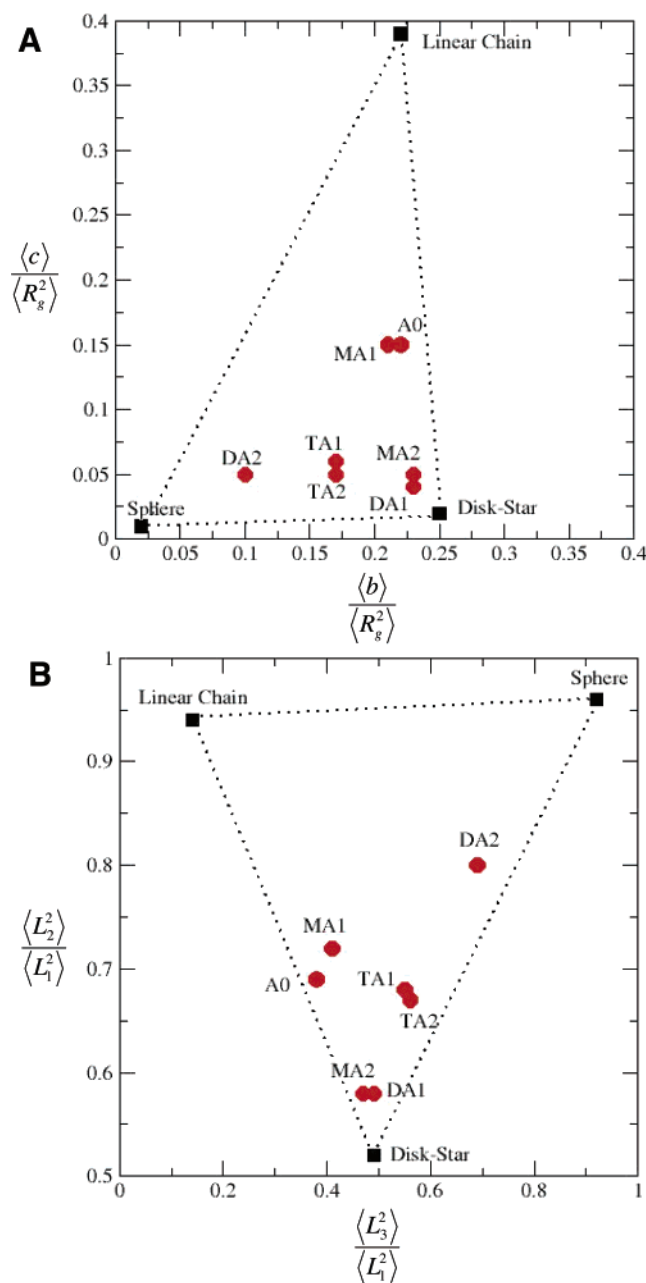 A
0.4
Linear Chain
0.35
0.3
0.25
⟨c⟩
⟨R_g^2⟩
0.2
A0
0.15
MA1
0.1
DA2
TA1
MA2
0.05
TA2
DA1
Sphere
Disk-Star
0
0 0.05 0.1 0.15 0.2 0.25 0.3 0.35 0.4
⟨b⟩
⟨R_g^2⟩
B
1
Sphere
Linear Chain
0.9
DA2
0.8
⟨L_2^2⟩
⟨L_1^2⟩
MA1
0.7
A0
TA1
TA2
0.6
MA2
DA1
Disk-Star
0.5
0 0.2 0.4 0.6 0.8 1
⟨L_3^2⟩
⟨L_1^2⟩